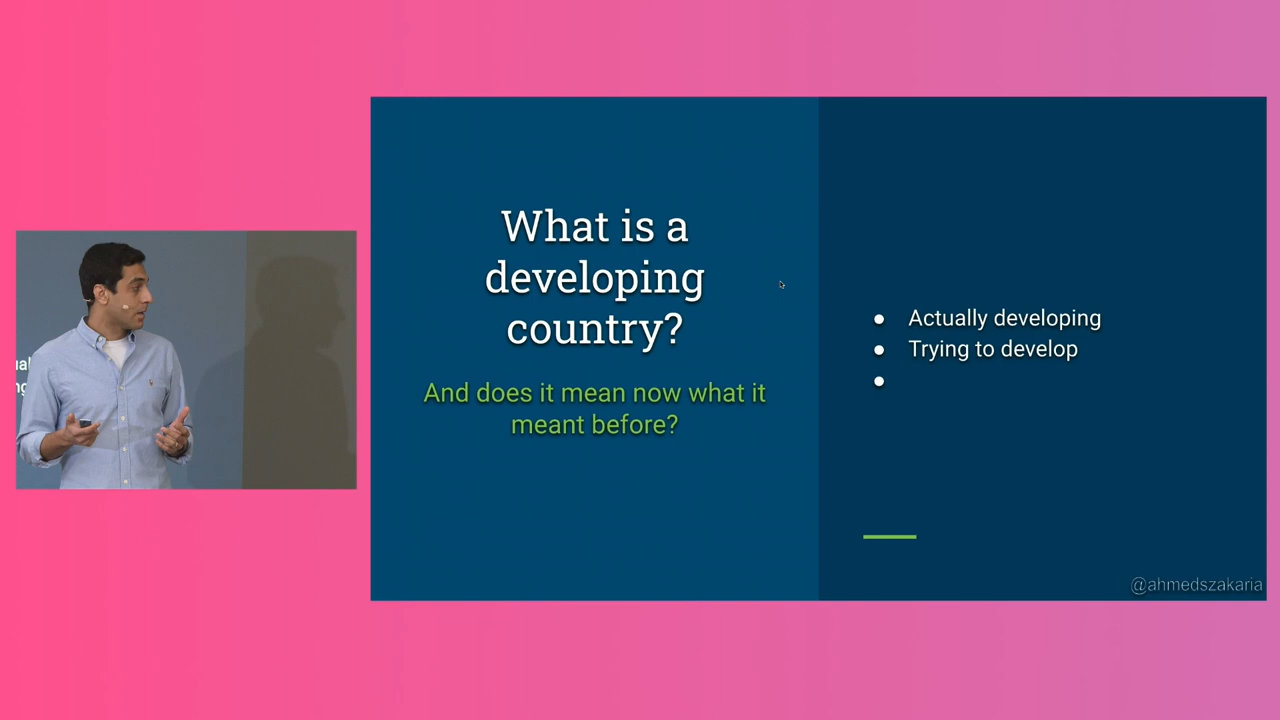 What is a
developing
country?
And does it mean now what it
meant before?
● Actually developing
● Trying to develop
●
@ahmedszakaria